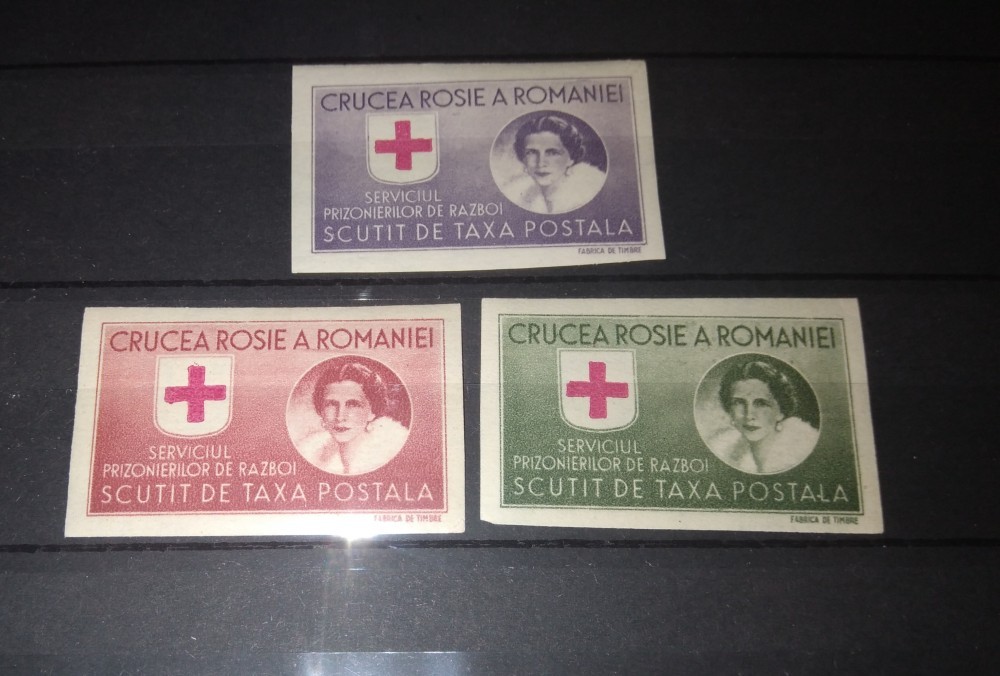 CRUCEA ROSIE A ROMANIEI
SERVICIUL
PRIZONIERILOR DE RAZBOI
SCUTIT DE TAXA POSTALA
FABRICA DE TIMBRE
CRUCEA ROSIE A ROMANIEI
SERVICIUL
PRIZONIERILOR DE RAZBOI
SCUTIT DE TAXA POSTALA
FABRICA DE TIMBRE
CRUCEA ROSIE A ROMANIEI
SERVICIUL
PRIZONIERILOR DE RAZBOI
SCUTIT DE TAXA POSTALA
FABRICA DE TIMBRE